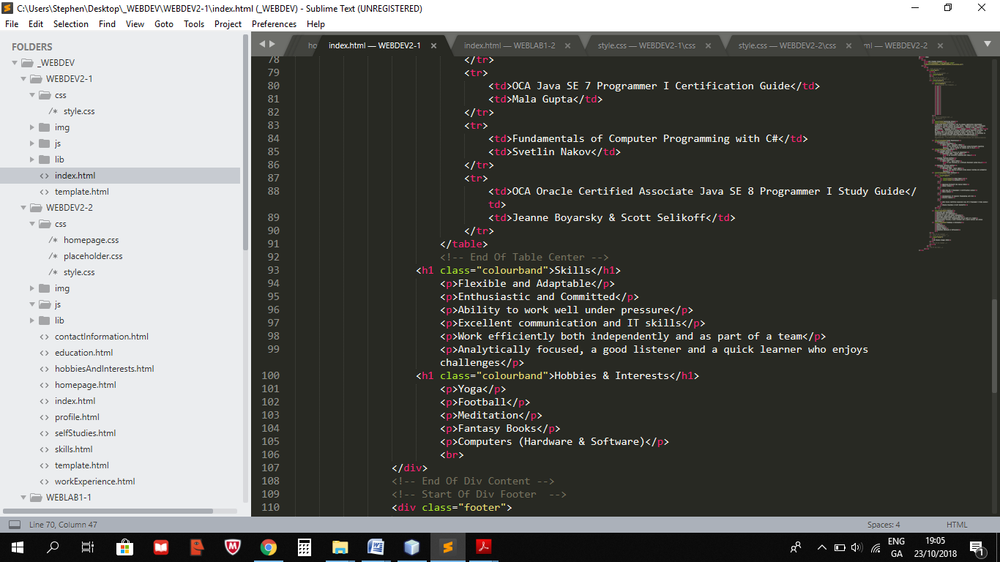 C:\Users\Stephen\Desktop\_WEBDEV\WEBDEV2-1\index.html (_WEBDEV) - Sublime Text (UNREGISTERED)
File Edit Selection Find View Goto Tools Project Preferences Help
FOLDERS
_WEBDEV
WEBDEV2-1
css
/* style.css
img
js
lib
<> index.html
<> template.html
WEBDEV2-2
css
/* homepage.css
/* placeholder.css
/* style.css
img
js
lib
<> contactInformation.html
<> education.html
<> hobbiesAndInterests.html
<> homepage.html
<> index.html
<> profile.html
<> selfStudies.html
<> skills.html
<> template.html
<> workExperience.html
WEBLAB1-1
ho index.html — WEBDEV2-1 × index.html — WEBLAB1-2 × style.css — WEBDEV2-1\css × style.css — WEBDEV2-2\css × ml — WEBDEV2-2 ×
78 </tr>
79 <tr>
80 <td>OCA Java SE 7 Programmer I Certification Guide</td>
81 <td>Mala Gupta</td>
82 </tr>
83 <tr>
84 <td>Fundamentals of Computer Programming with C#</td>
85 <td>Svetlin Nakov</td>
86 </tr>
87 <tr>
88 <td>OCA Oracle Certified Associate Java SE 8 Programmer I Study Guide</
td>
89 <td>Jeanne Boyarsky & Scott Selikoff</td>
90 </tr>
91 </table>
92 <!-- End Of Table Center -->
93 <h1 class="colourband">Skills</h1>
94 <p>Flexible and Adaptable</p>
95 <p>Enthusiastic and Committed</p>
96 <p>Ability to work well under pressure</p>
97 <p>Excellent communication and IT skills</p>
98 <p>Work efficiently both independently and as part of a team</p>
99 <p>Analytically focused, a good listener and a quick learner who enjoys
challenges</p>
100 <h1 class="colourband">Hobbies & Interests</h1>
101 <p>Yoga</p>
102 <p>Football</p>
103 <p>Meditation</p>
104 <p>Fantasy Books</p>
105 <p>Computers (Hardware & Software)</p>
106 <br>
107 </div>
108 <!-- End Of Div Content -->
109 <!-- Start Of Div Footer  -->
110 <div class="footer">
Line 70, Column 47 Spaces: 4 HTML
ENG 19:05
GA 23/10/2018
1